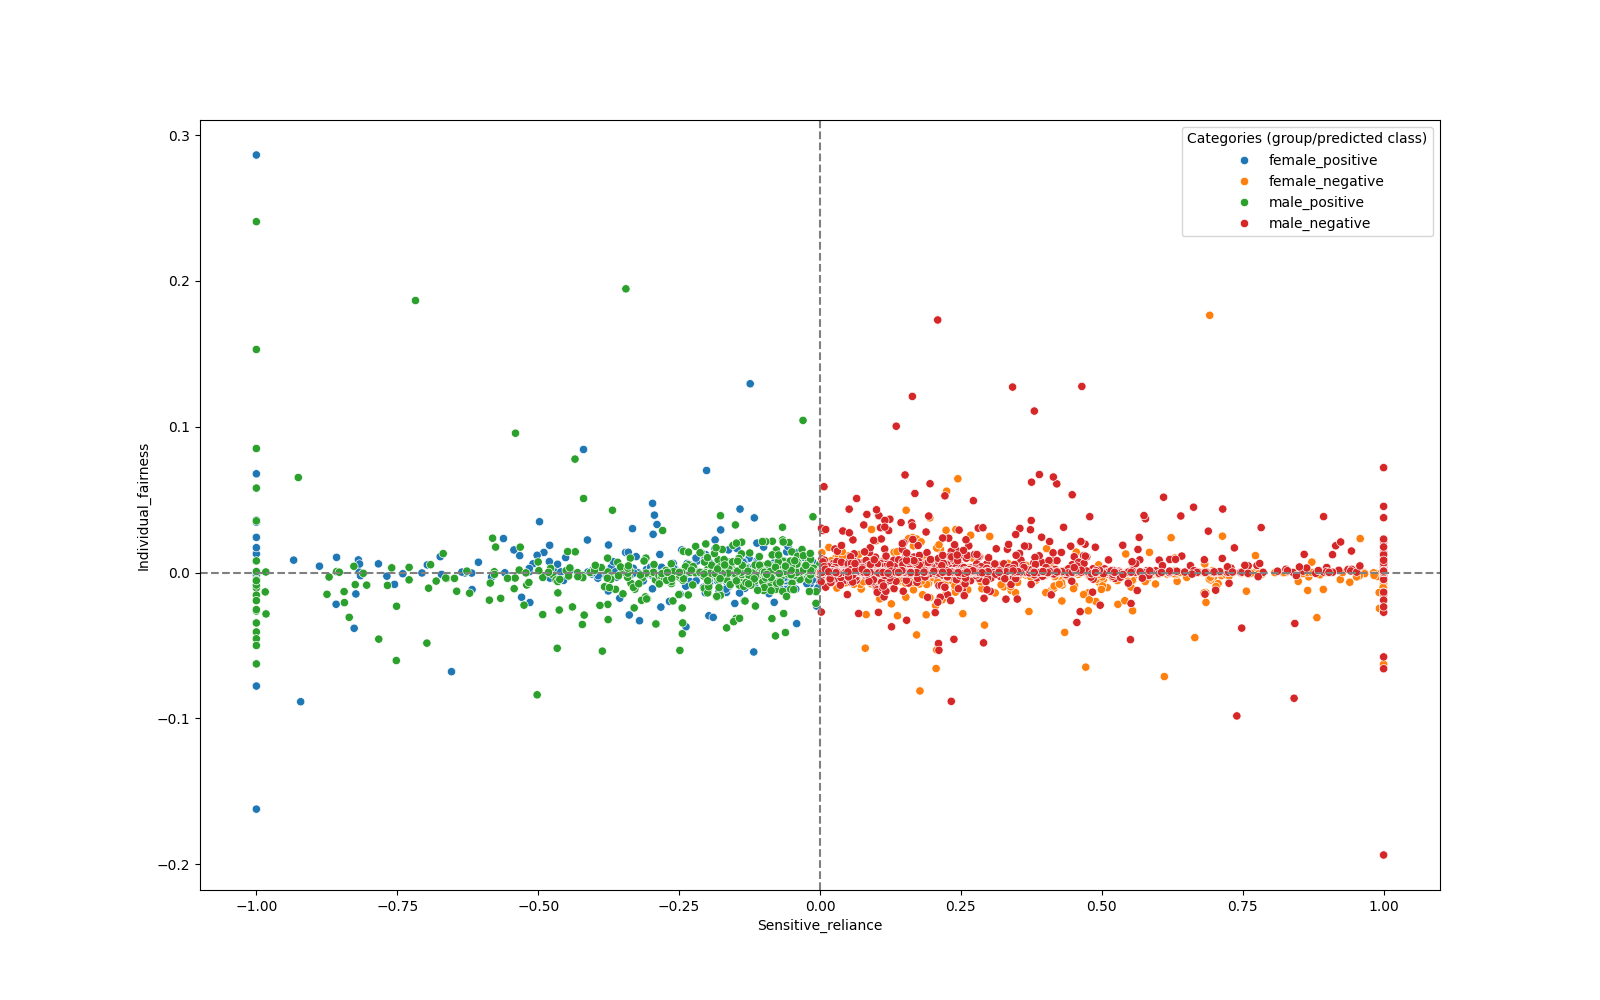 Categories (group/predicted class)
female_positive
female_negative
male_positive
male_negative
0.3
0.2
0.1
0.0
−0.1
−0.2
Individual_fairness
−1.00
−0.75
−0.50
−0.25
0.00
0.25
0.50
0.75
1.00
Sensitive_reliance